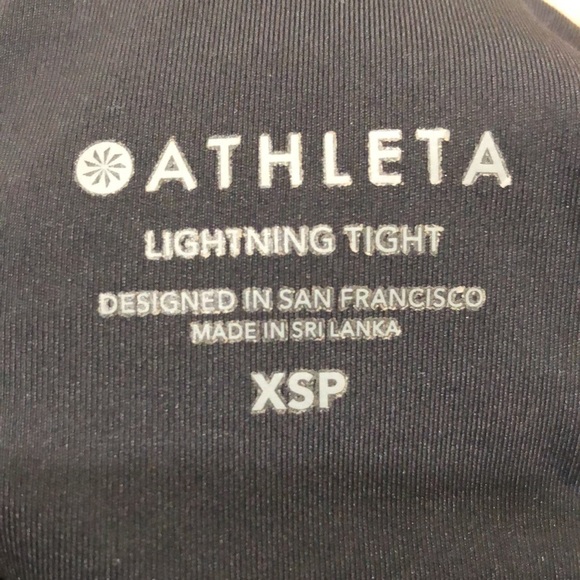 ATHLETA
LIGHTNING TIGHT
DESIGNED IN SAN FRANCISCO
MADE IN SRI LANKA
XSP